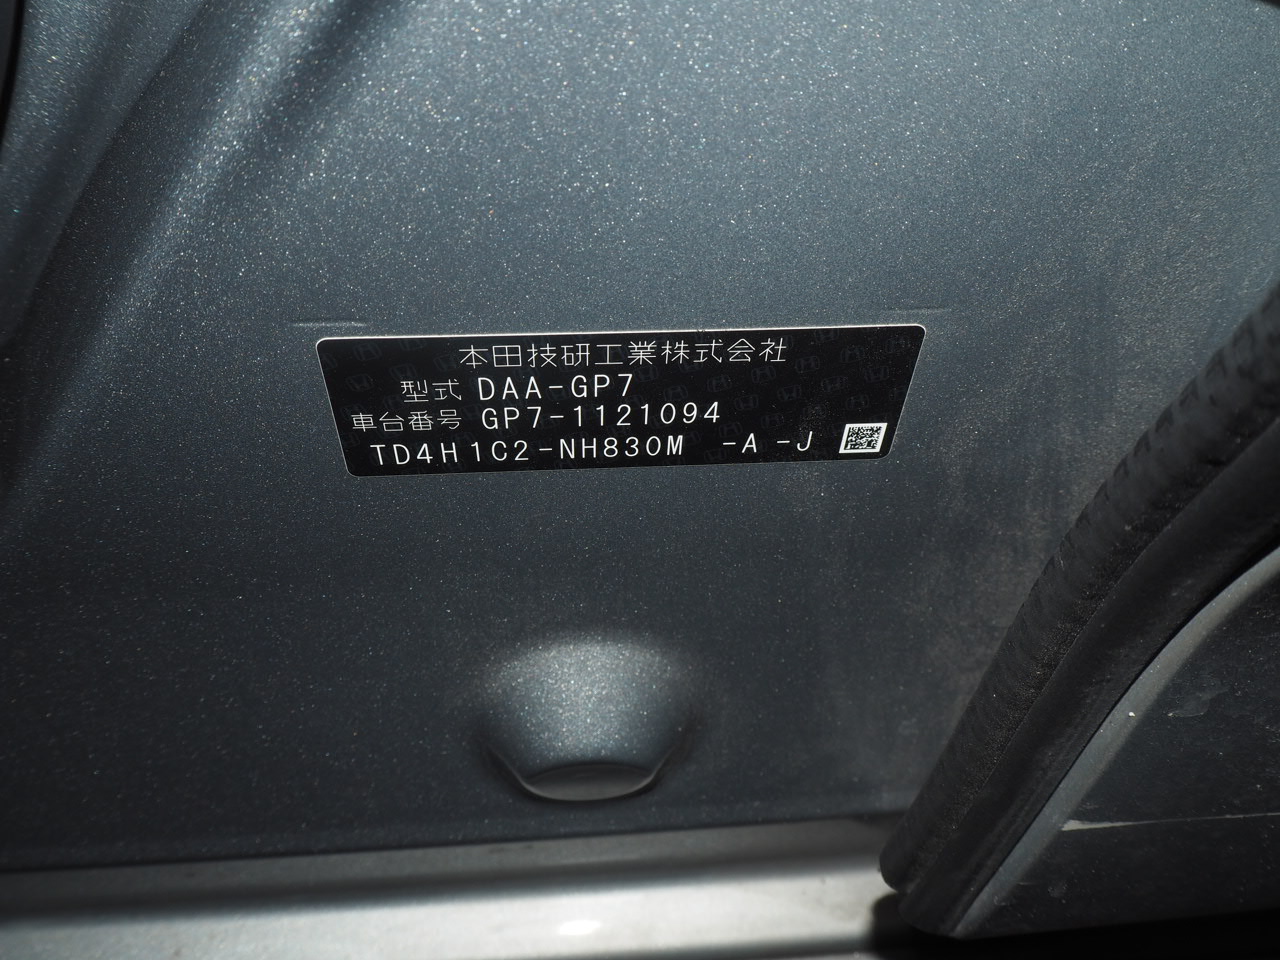 本田技研工業株式会社
型式 DAA-GP7
車台番号 GP7-1121094
TD4H1C2-NH830M -A -J